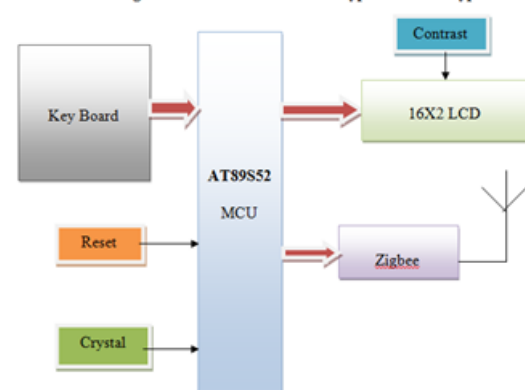 Contrast
Key Board
16X2 LCD
AT89S52
MCU
Reset
Zigbee
Crystal